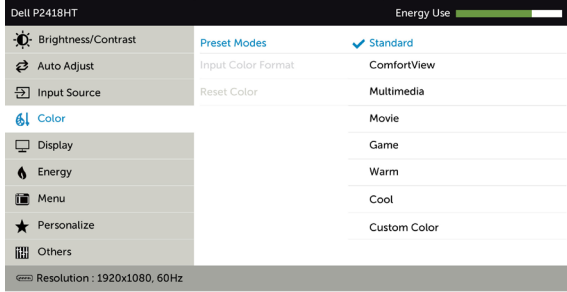 Dell P2418HT
Energy Use
Brightness/Contrast
Auto Adjust
Input Source
Color
Display
Energy
Menu
Personalize
Others
Preset Modes
Input Color Format
Reset Color
Standard
ComfortView
Multimedia
Movie
Game
Warm
Cool
Custom Color
Resolution : 1920x1080, 60Hz